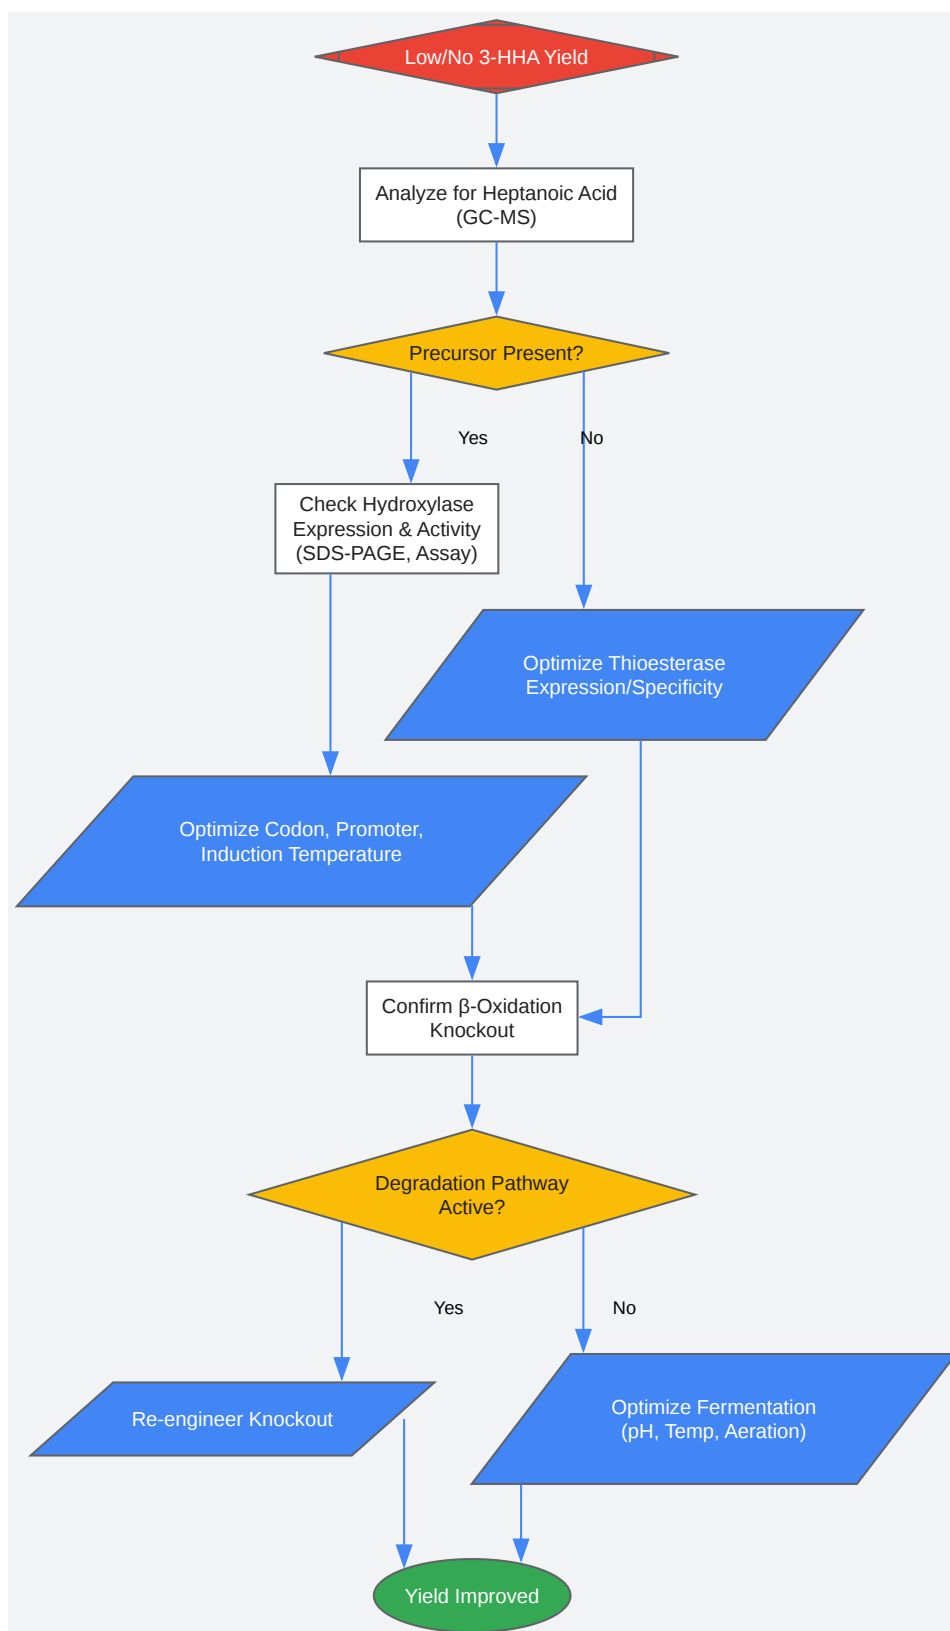 Low/No 3-HHA Yield
Analyze for Heptanoic Acid
(GC-MS)
Precursor Present?
Yes
No
Check Hydroxylase
Expression & Activity
(SDS-PAGE, Assay)
Optimize Thioesterase
Expression/Specificity
Optimize Codon, Promoter,
Induction Temperature
Confirm β-Oxidation
Knockout
Degradation Pathway
Active?
Yes
No
Re-engineer Knockout
Optimize Fermentation
(pH, Temp, Aeration)
Yield Improved